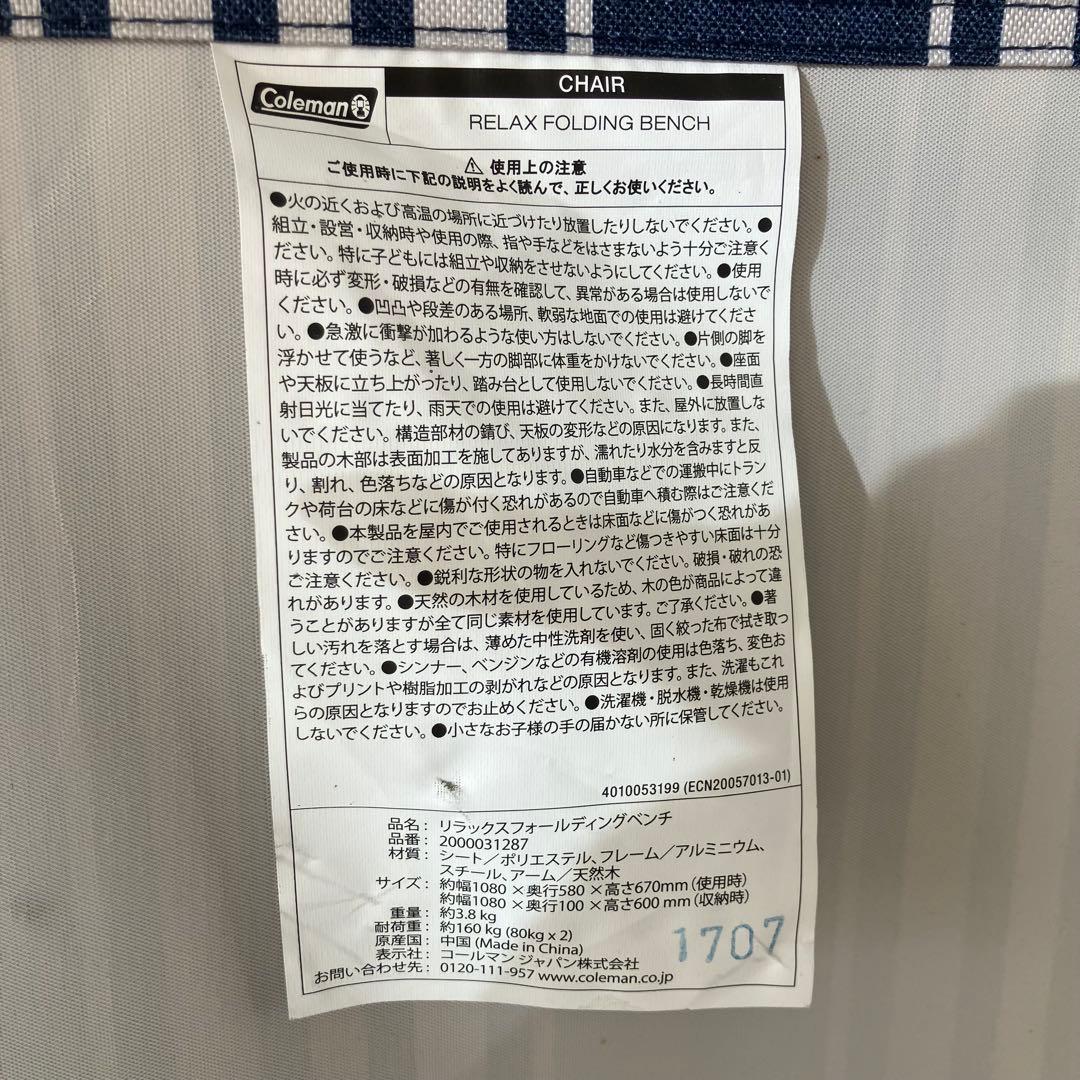 Coleman
CHAIR
RELAX FOLDING BENCH
⚠ 使用上の注意
ご使用時に下記の説明をよく読んで、正しくお使いください。
●火の近くおよび高温の場所に近づけたり放置したりしないでください。●
組立・設営・収納時や使用の際、指や手などをはさまないよう十分ご注意く
ださい。特に子どもには組立や収納をさせないようにしてください。●使用
時に必ず変形・破損などの有無を確認して、異常がある場合は使用しないで
ください。●凹凸や段差のある場所、軟弱な地面での使用は避けてくださ
い。●急激に衝撃が加わるような使い方はしないでください。●片側の脚を
浮かせて使うなど、著しく一方の脚部に体重をかけないでください。●座面
や天板に立ち上がったり、踏み台として使用しないでください。●長時間直
射日光に当てたり、雨天での使用は避けてください。また、屋外に放置しな
いでください。構造部材の錆び、天板の変形などの原因になります。また、
製品の木部は表面加工を施してありますが、濡れたり水分を含みますと反
り、割れ、色落ちなどの原因となります。●自動車などでの運搬中にトラン
クや荷台の床などに傷が付く恐れがあるので自動車へ積む際はご注意くだ
さい。●本製品を屋内でご使用されるときは床面などに傷がつく恐れがあ
りますのでご注意ください。特にフローリングなど傷つきやすい床面は十分
ご注意ください。●鋭利な形状の物を入れないでください。破損・破れの恐
れがあります。●天然の木材を使用しているため、木の色が商品によって違
うことがありますが全て同じ素材を使用しています。ご了承ください。●著
しい汚れを落とす場合は、薄めた中性洗剤を使い、固く絞った布で拭き取っ
てください。●シンナー、ベンジンなどの有機溶剤の使用は色落ち、変色お
よびプリントや樹脂加工の剥がれなどの原因となります。また、洗濯もこれ
らの原因となりますのでお止めください。●洗濯機・脱水機・乾燥機は使用
しないでください。●小さなお子様の手の届かない所に保管してください。
4010053199 (ECN20057013-01)
品名： リラックスフォールディングベンチ
品番： 2000031287
材質： シート／ポリエステル、フレーム／アルミニウム、
スチール、アーム／天然木
サイズ： 約幅1080×奥行580×高さ670mm（使用時）
約幅1080×奥行100×高さ600 mm（収納時）
重量： 約3.8 kg
耐荷重： 約160 kg (80kg x 2)
原産国： 中国 (Made in China)
表示社： コールマン ジャパン株式会社
お問い合わせ先： 0120-111-957 www.coleman.co.jp
1707